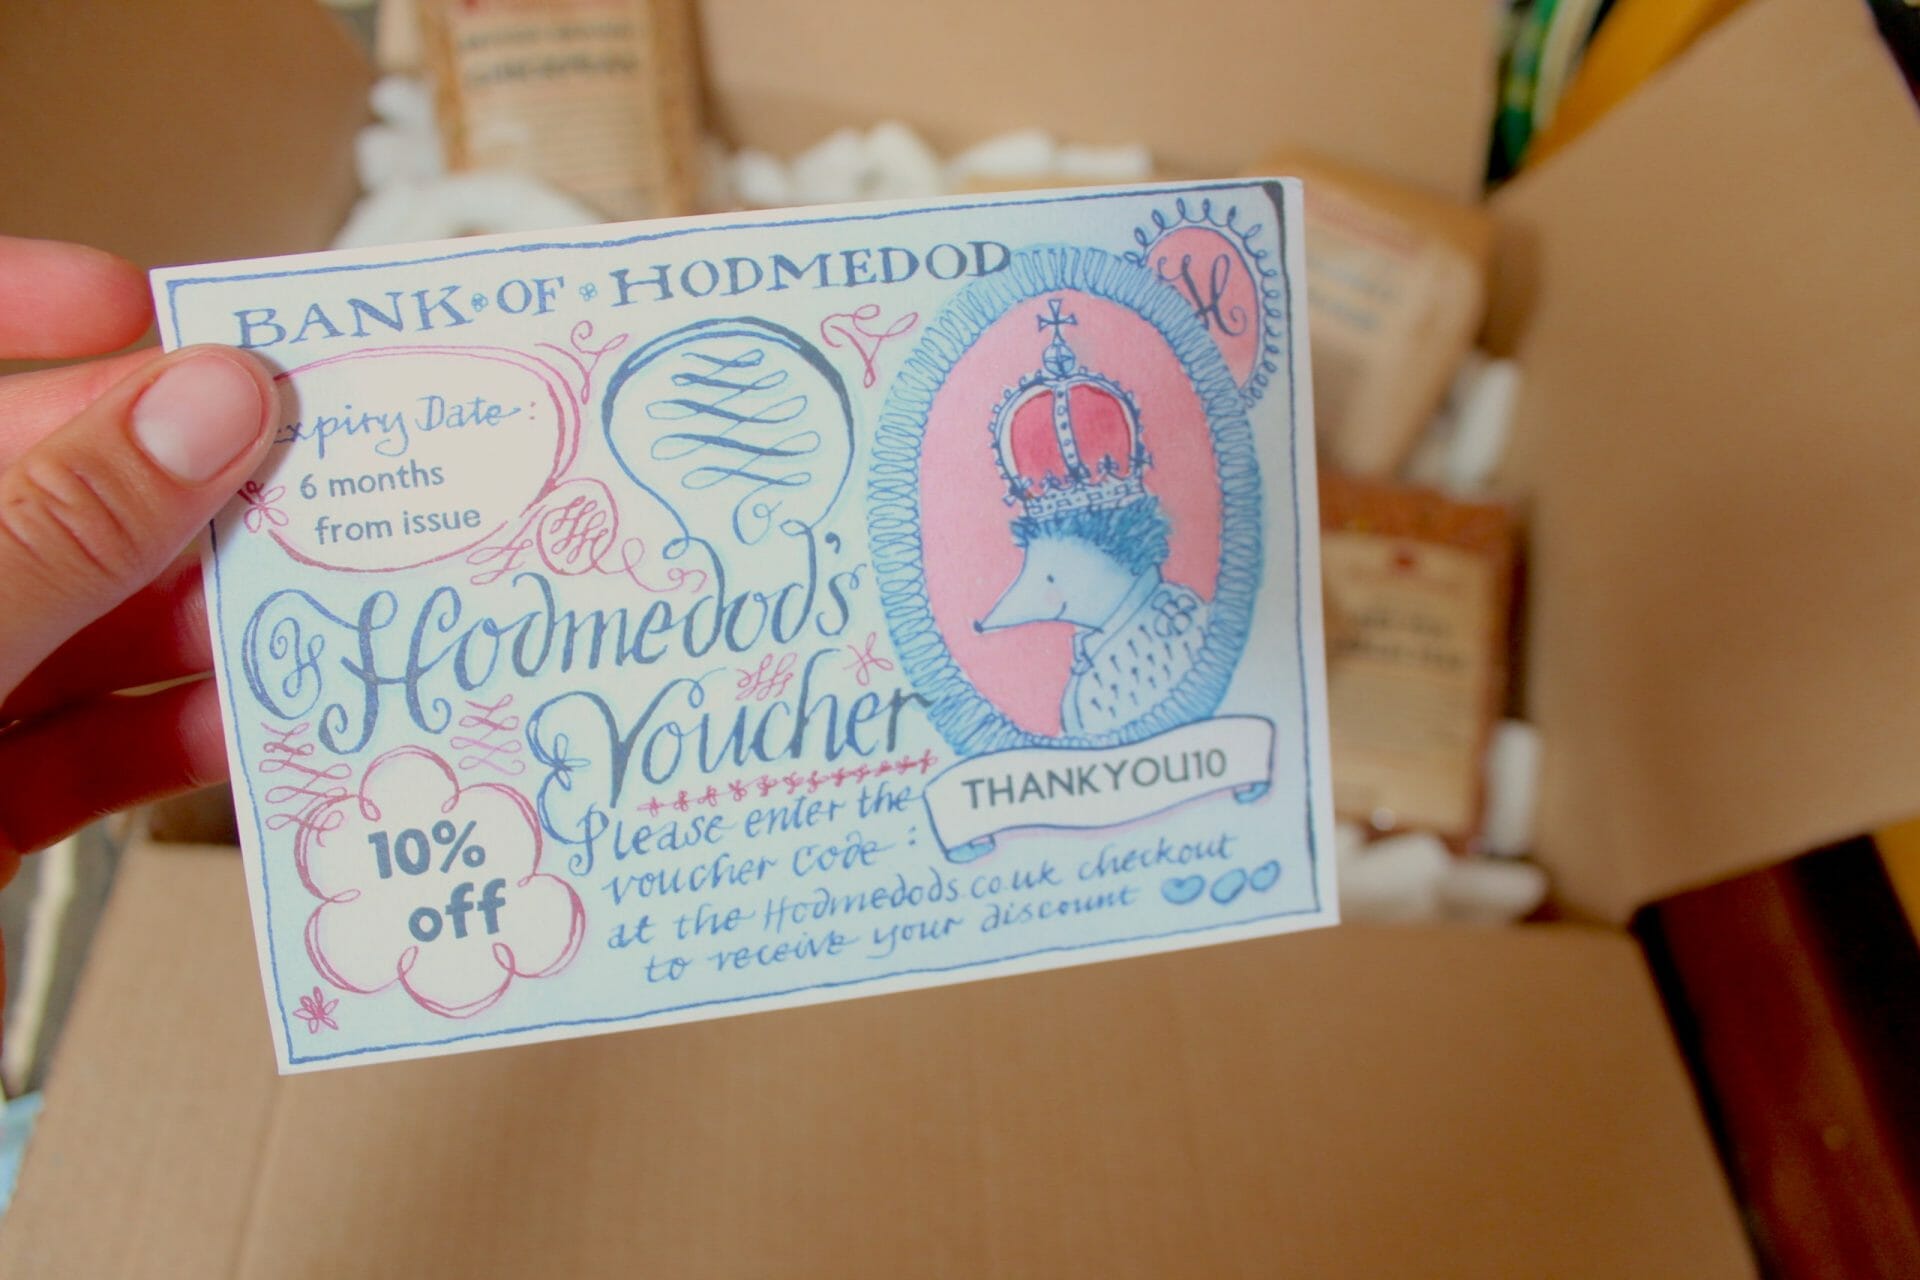 BANK OF HODMEDOD
H
Expiry Date:
6 months
from issue
Hodmedod's
Voucher
10%
off
Please enter the
voucher code:
THANKYOU10
at the Hodmedods.co.uk checkout
to receive your discount